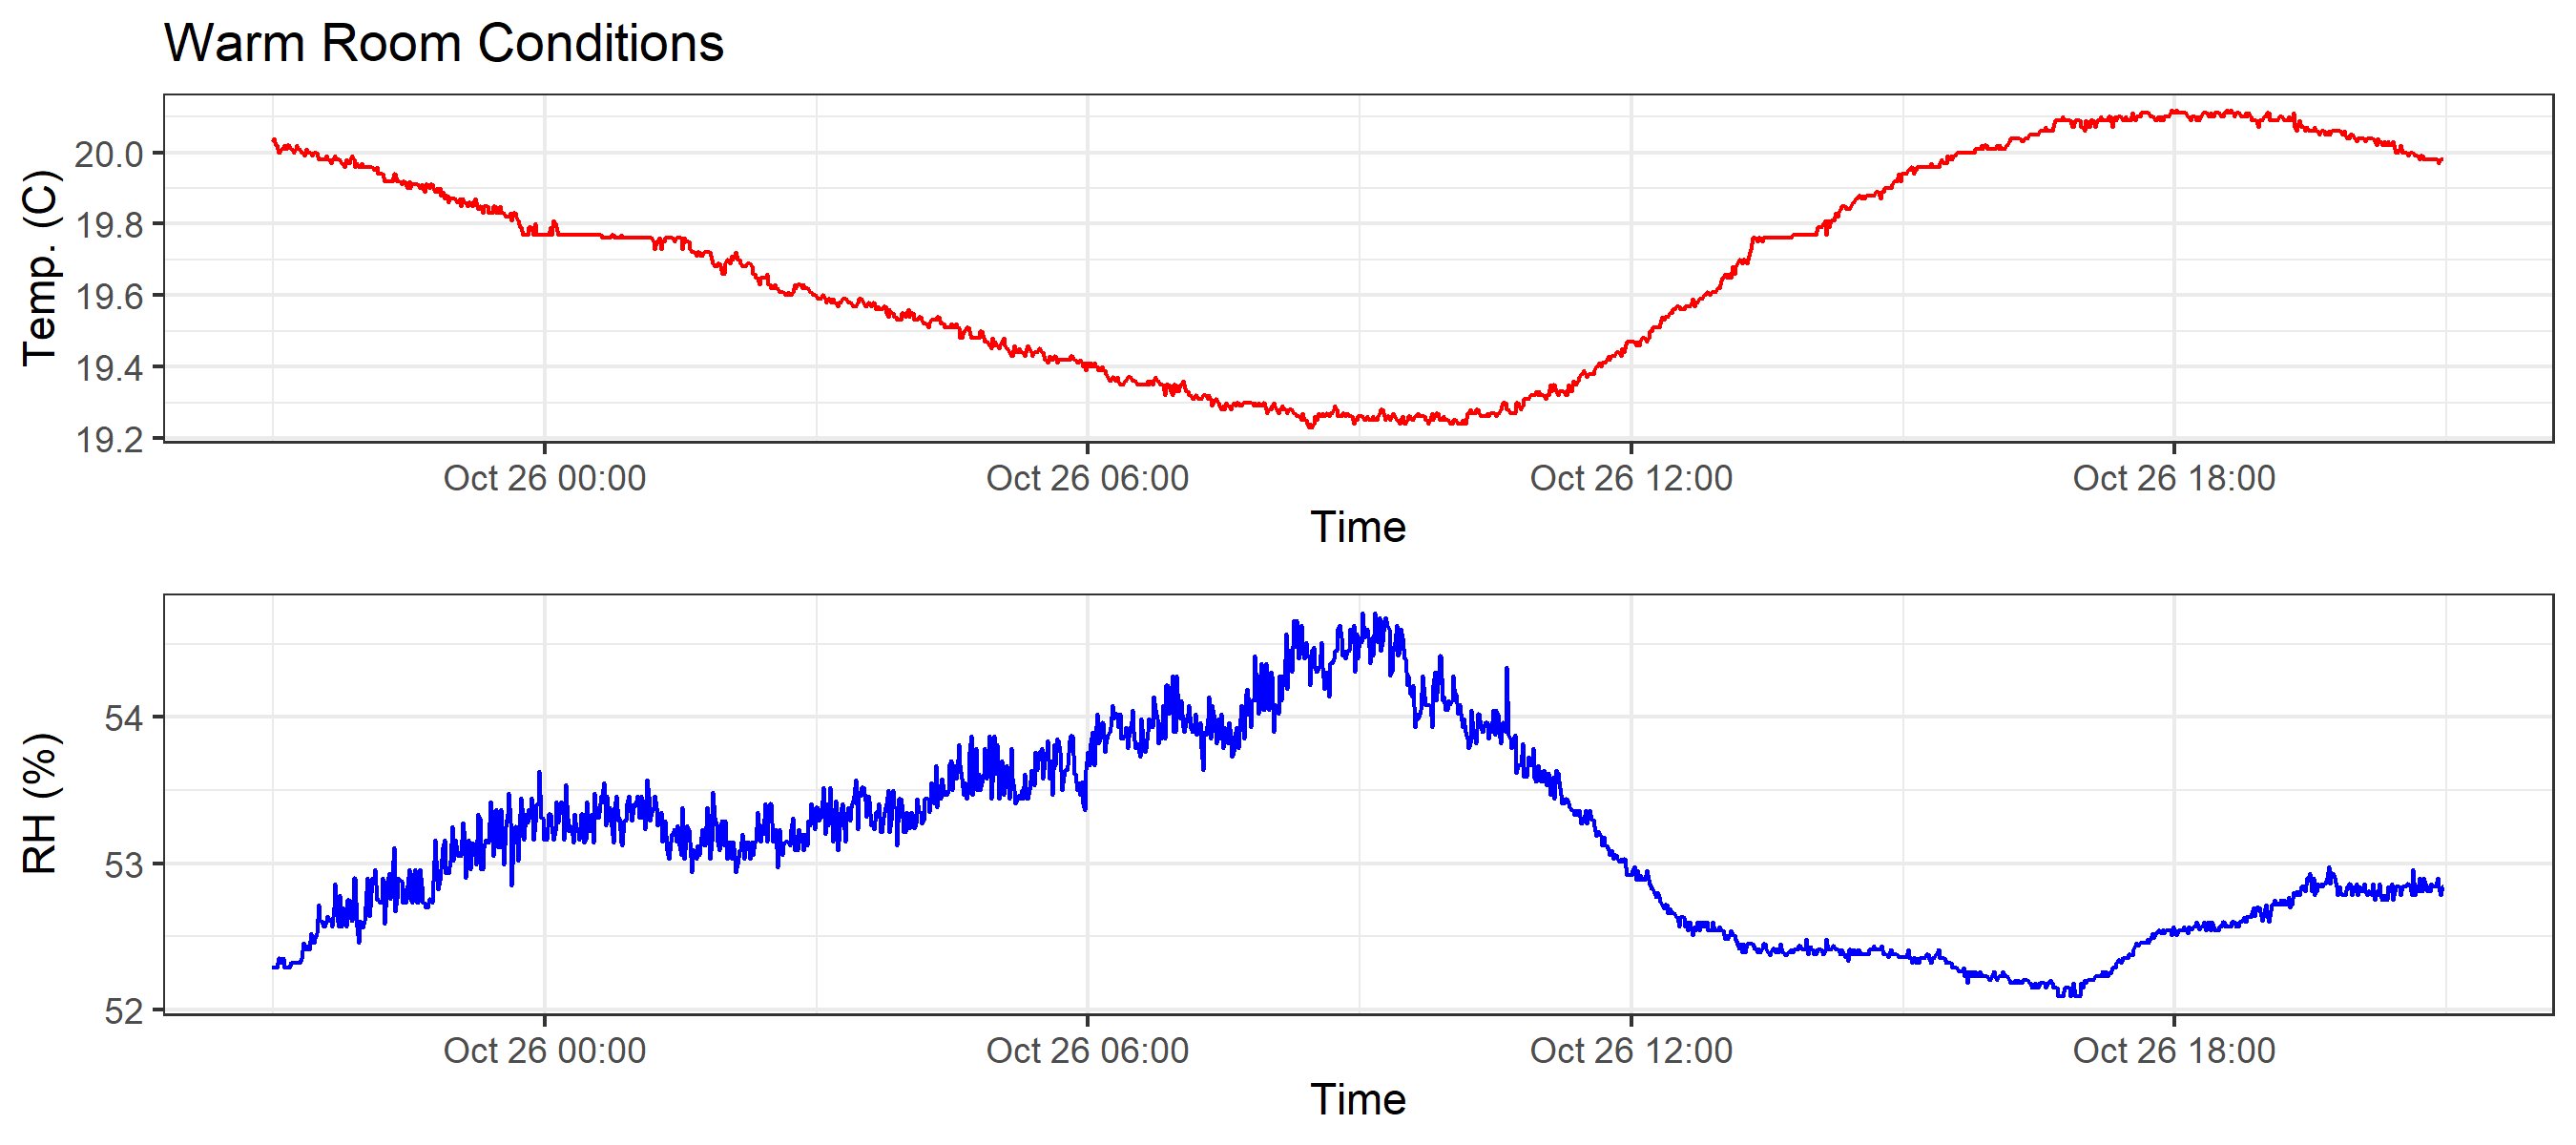 Warm Room Conditions
Temp. (C)
20.0
19.8
19.6
19.4
19.2
Oct 26 00:00 Oct 26 06:00 Oct 26 12:00 Oct 26 18:00
Time
RH (%)
54
53
52
Oct 26 00:00 Oct 26 06:00 Oct 26 12:00 Oct 26 18:00
Time